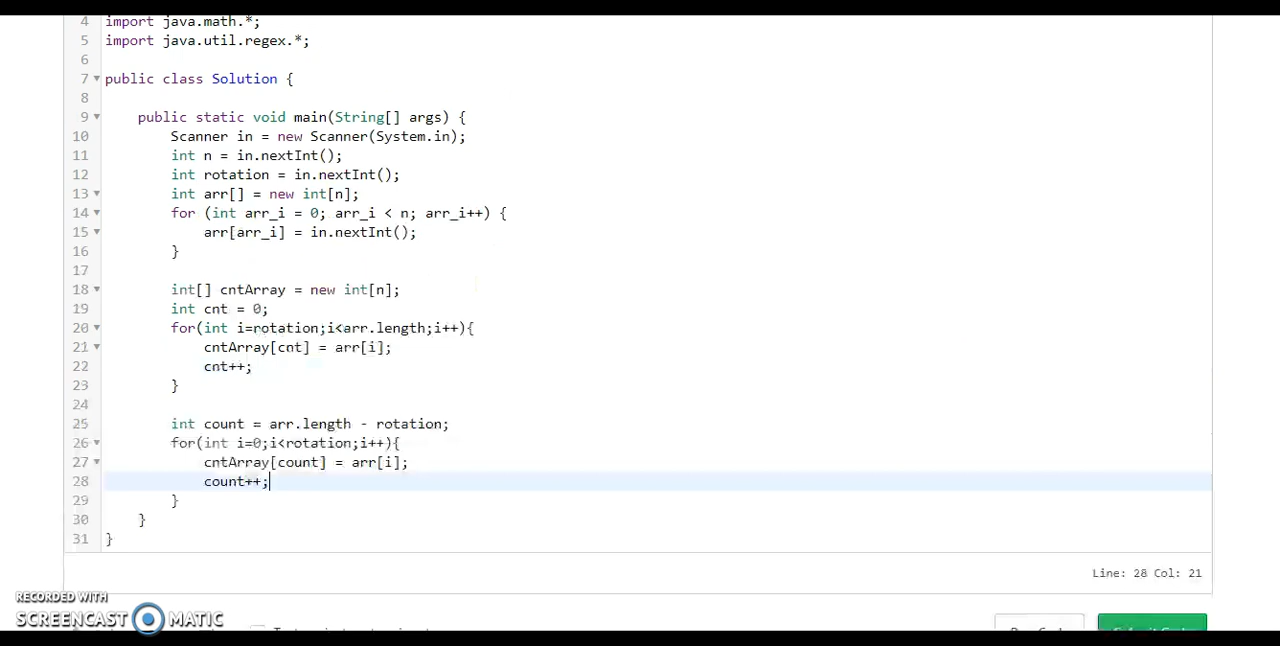 4 import java.math.*;
5 import java.util.regex.*;
6
7 public class Solution {
8
9     public static void main(String[] args) {
10         Scanner in = new Scanner(System.in);
11         int n = in.nextInt();
12         int rotation = in.nextInt();
13         int arr[] = new int[n];
14         for (int arr_i = 0; arr_i < n; arr_i++) {
15             arr[arr_i] = in.nextInt();
16         }
17
18         int[] cntArray = new int[n];
19         int cnt = 0;
20         for(int i=rotation;i<arr.length;i++){
21             cntArray[cnt] = arr[i];
22             cnt++;
23         }
24
25         int count = arr.length - rotation;
26         for(int i=0;i<rotation;i++){
27             cntArray[count] = arr[i];
28             count++;
29         }
30     }
31 }
Line: 28 Col: 21
RECORDED WITH
SCREENCAST MATIC